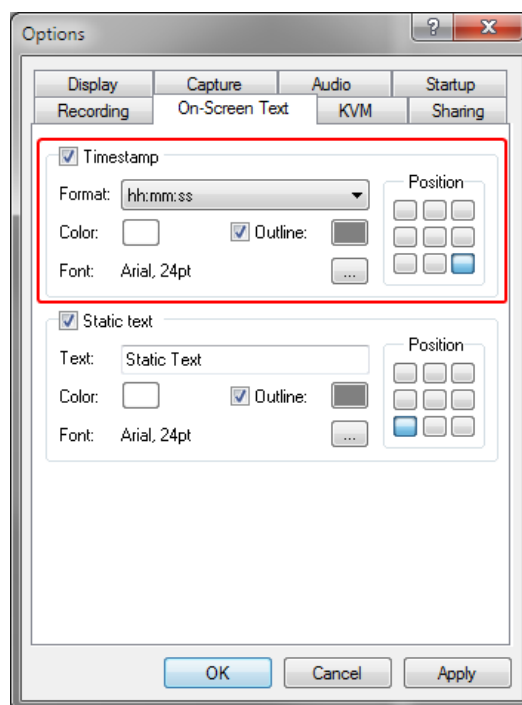 Options
?
X
Display Capture Audio Startup
Recording On-Screen Text KVM Sharing
Timestamp
Format: hh:mm:ss
Position
Color: Outline:
Font: Arial, 24pt ...
Static text
Text: Static Text
Position
Color: Outline:
Font: Arial, 24pt ...
OK Cancel Apply